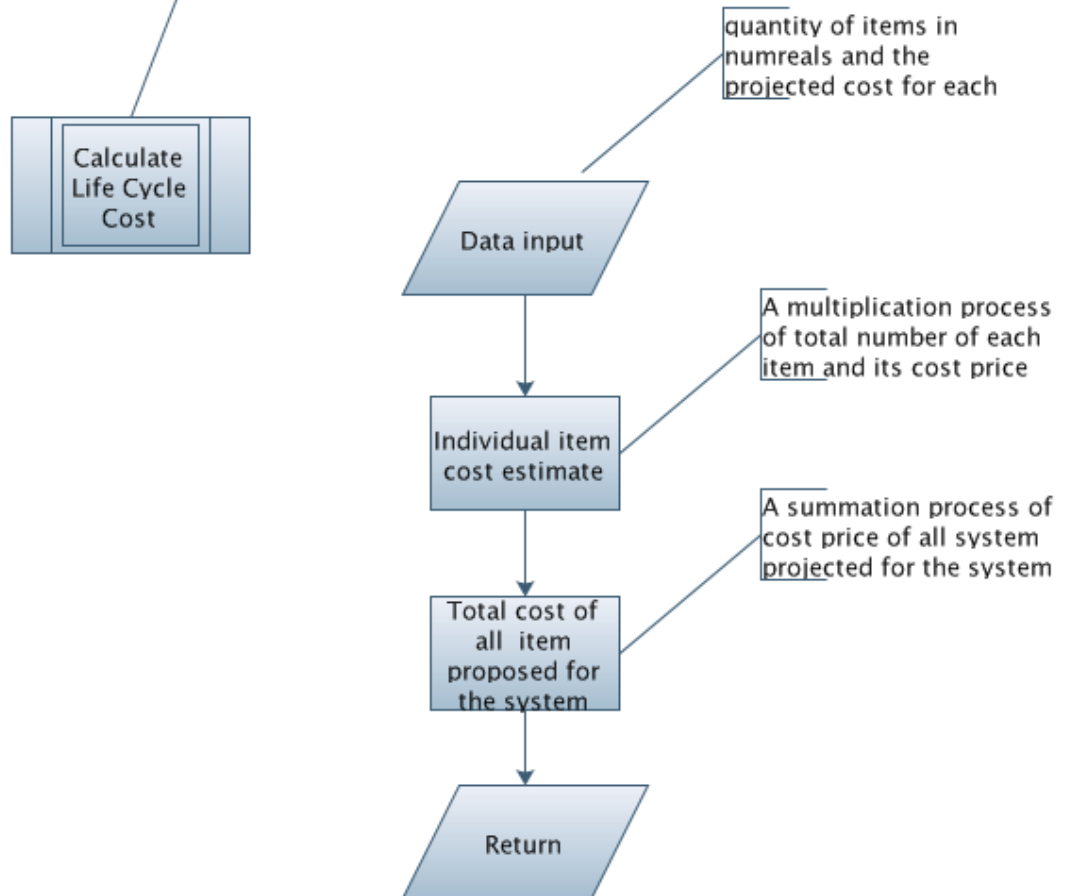 quantity of items in
numreals and the
projected cost for each
Calculate
Life Cycle
Cost
Data input
A multiplication process
of total number of each
item and its cost price
Individual item
cost estimate
A summation process of
cost price of all system
projected for the system
Total cost of
all item
proposed for
the system
Return